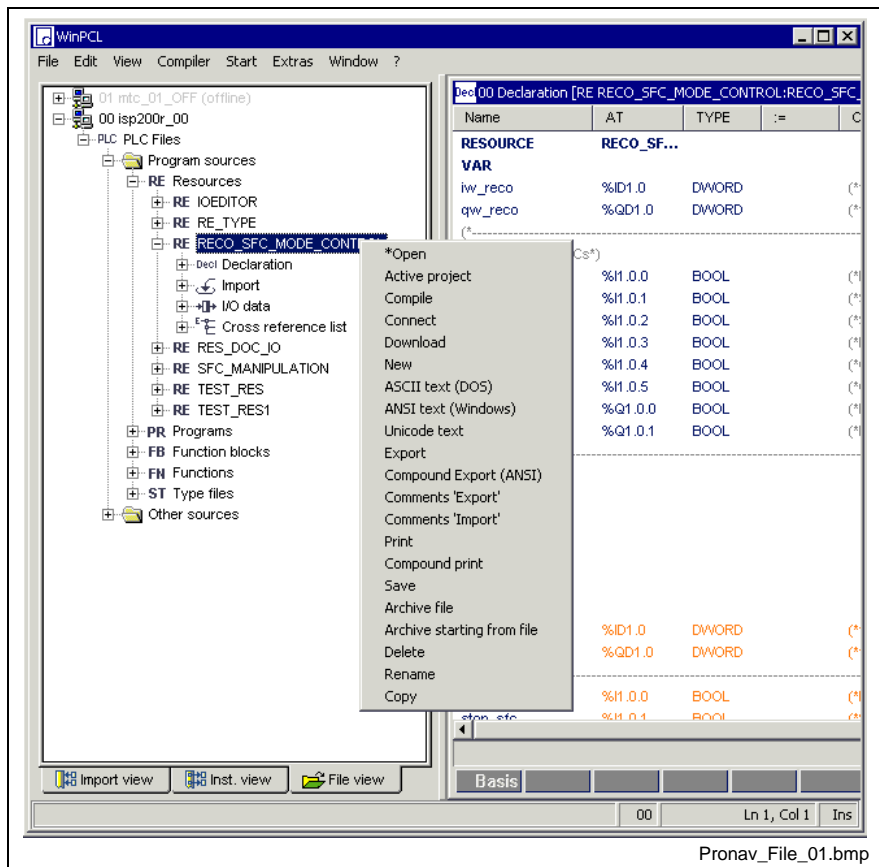 WinPCL
File Edit View Compiler Start Extras Window ?
01 mtc_01_OFF (offline)
00 isp200r_00
PLC PLC Files
Program sources
RE Resources
RE IOEDITOR
RE RE_TYPE
RE RECO_SFC_MODE_CONT
Decl Declaration
Import
I/O data
Cross reference list
RE RES_DOC_IO
RE SFC_MANIPULATION
RE TEST_RES
RE TEST_RES1
PR Programs
FB Function blocks
FN Functions
ST Type files
Other sources
Import view Inst. view File view
*Open
Active project
Compile
Connect
Download
New
ASCII text (DOS)
ANSI text (Windows)
Unicode text
Export
Compound Export (ANSI)
Comments 'Export'
Comments 'Import'
Print
Compound print
Save
Archive file
Archive starting from file
Delete
Rename
Copy
Decl 00 Declaration [RE RECO_SFC_MODE_CONTROL:RECO_SFC_
Name AT TYPE := C
RESOURCE RECO_SF...
VAR
iw_reco %ID1.0 DWORD (*
qw_reco %QD1.0 DWORD (*
(*
Cs*)
%I1.0.0 BOOL (*
%I1.0.1 BOOL (*
%I1.0.2 BOOL (*
%I1.0.3 BOOL (*
%I1.0.4 BOOL (*
%I1.0.5 BOOL (*
%Q1.0.0 BOOL (*
%Q1.0.1 BOOL (*
%ID1.0 DWORD (*
%QD1.0 DWORD (*
%I1.0.0 BOOL (*
stop_sfc %I1.0.1 BOOL (*
Basis
00 Ln 1, Col 1 Ins
Pronav_File_01.bmp